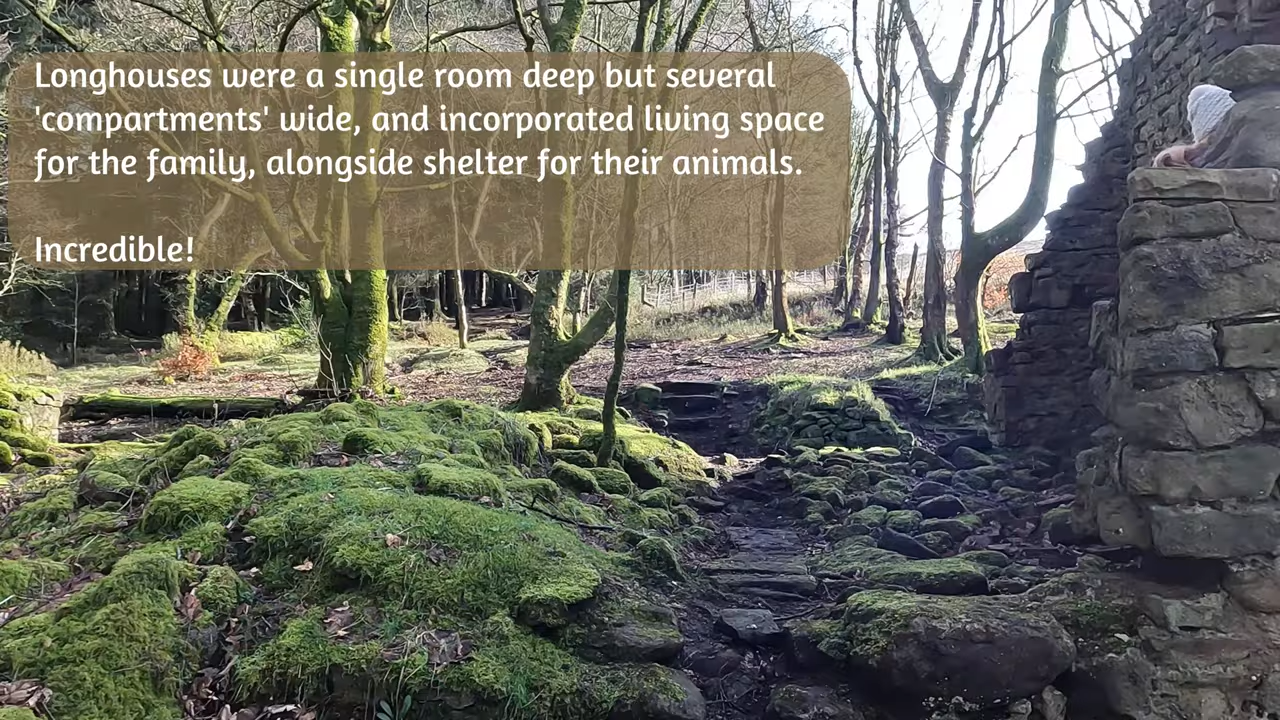 Longhouses were a single room deep but several
'compartments' wide, and incorporated living space
for the family, alongside shelter for their animals.
Incredible!